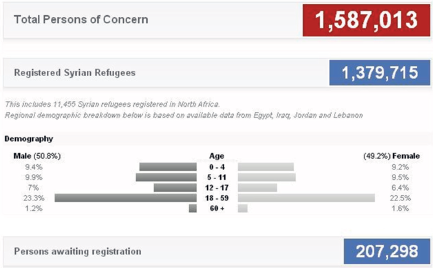 Total Persons of Concern 1,587,013
Registered Syrian Refugees 1,379,715
This includes 11,455 Syrian refugees registered in North Africa.
Regional demographic breakdown below is based on available data from Egypt, Iraq, Jordan and Lebanon
Demography
Male (50.8%) Age (49.2%) Female
9.4% 0 - 4 9.2%
9.9% 5 - 11 9.5%
7% 12 - 17 6.4%
23.3% 18 - 59 22.5%
1.2% 60 + 1.6%
Persons awaiting registration 207,298